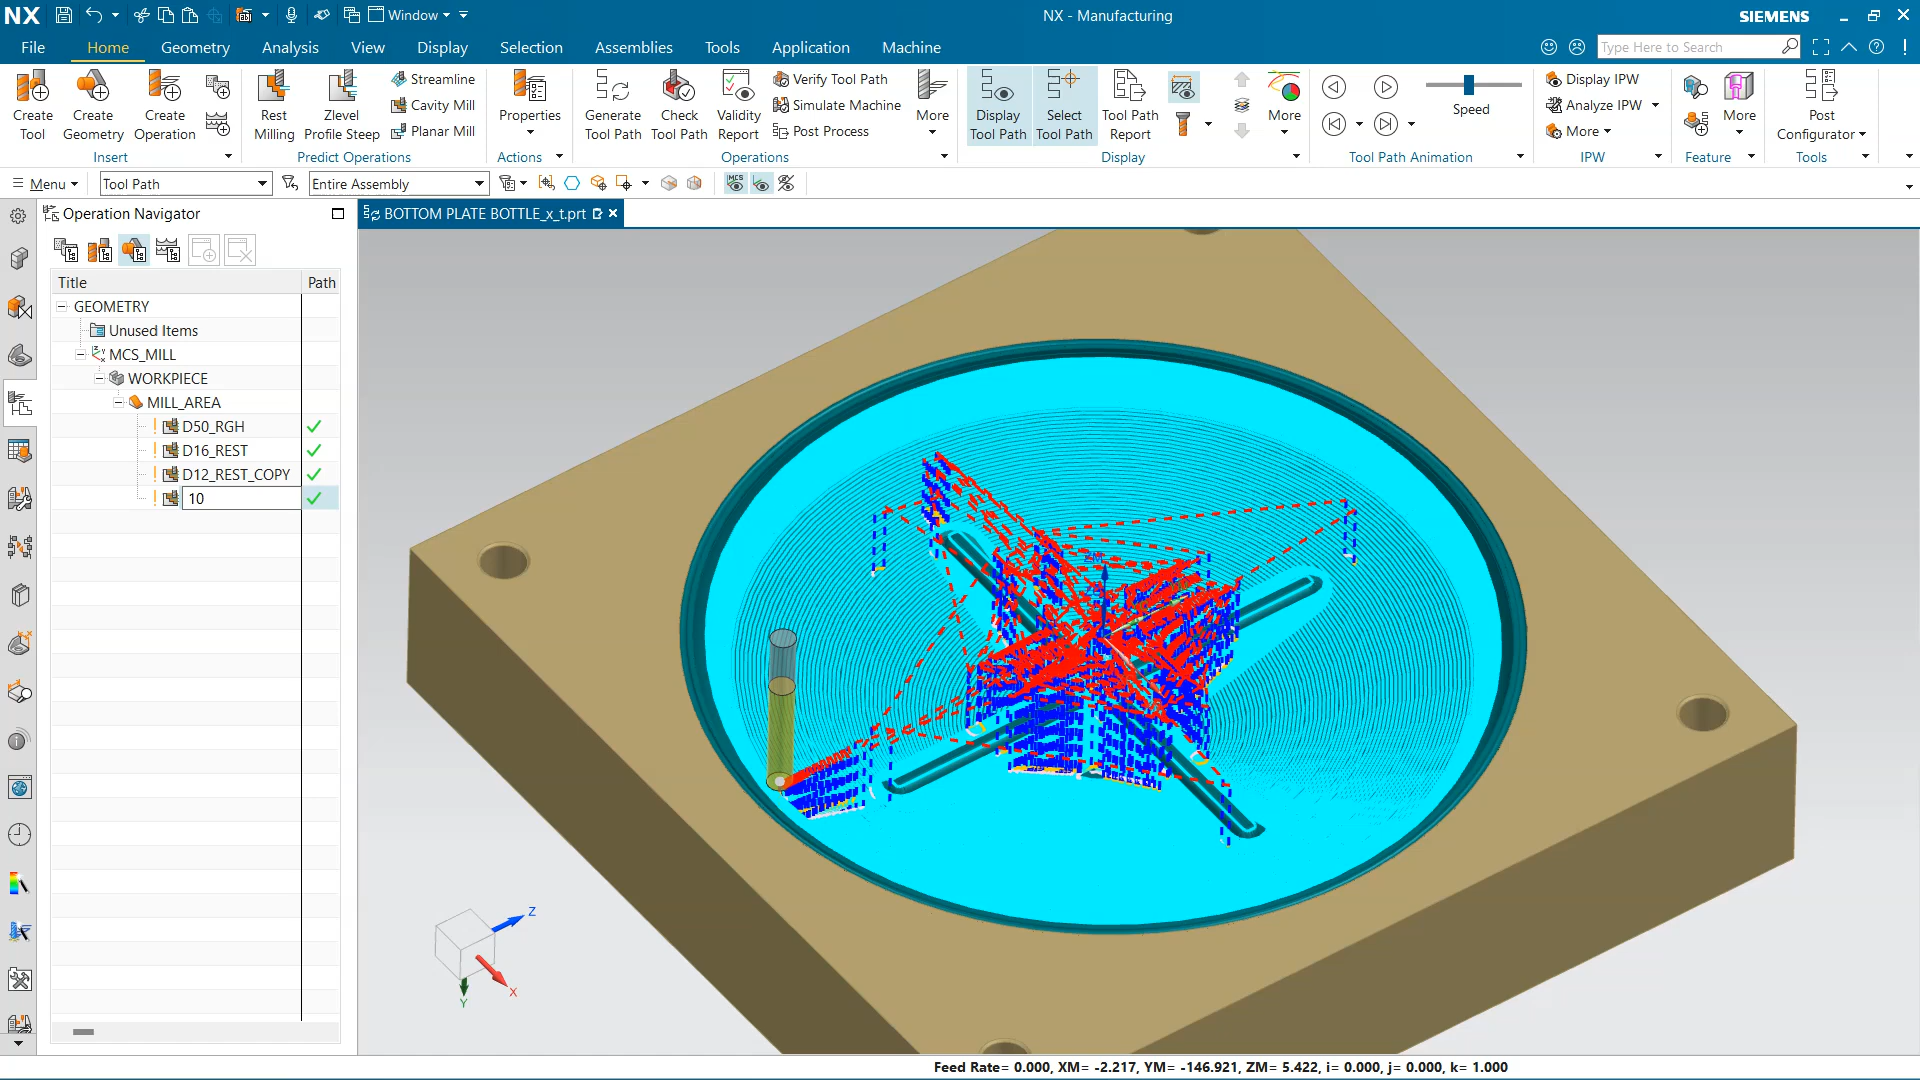 NX
Window
NX - Manufacturing
SIEMENS
File
Home
Geometry
Analysis
View
Display
Selection
Assemblies
Tools
Application
Machine
Type Here to Search
Create
Tool
Create
Geometry
Create
Operation
Insert
Rest
Milling
Zlevel
Profile Steep
Streamline
Cavity Mill
Planar Mill
Predict Operations
Properties
Actions
Generate
Tool Path
Check
Tool Path
Validity
Report
Verify Tool Path
Simulate Machine
Post Process
More
Operations
Display
Tool Path
Select
Tool Path
Tool Path
Report
More
Display
Speed
Tool Path Animation
Display IPW
Analyze IPW
More
IPW
More
Feature
Post
Configurator
Tools
Menu
Tool Path
Entire Assembly
MCS
Operation Navigator
BOTTOM PLATE BOTTLE_x_t.prt
Title
Path
GEOMETRY
Unused Items
MCS_MILL
WORKPIECE
MILL_AREA
D50_RGH
D16_REST
D12_REST_COPY
10
Z
X
Y
Feed Rate= 0.000, XM= -2.217, YM= -146.921, ZM= 5.422, i= 0.000, j= 0.000, k= 1.000